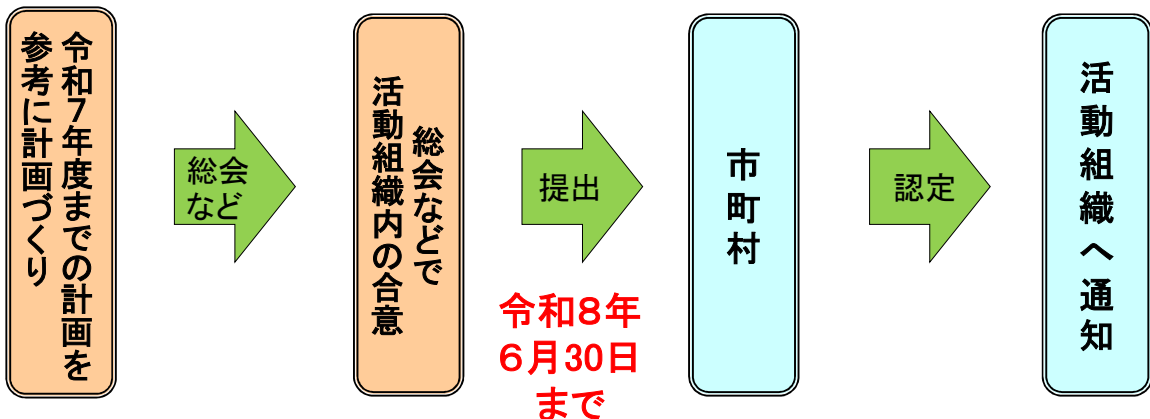 令和７年度までの計画を
参考に計画づくり
総会
など
総会などで
活動組織内の合意
提出
令和８年
６月30日
まで
市町村
認定
活動組織へ通知